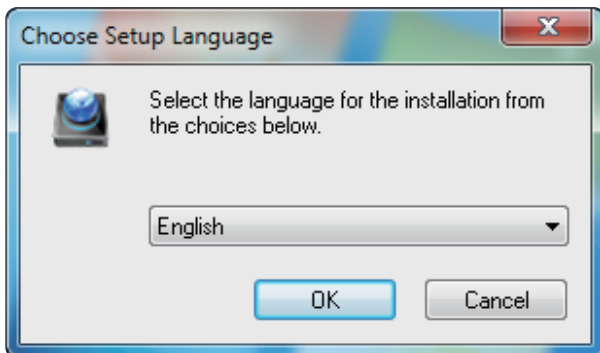 Choose Setup Language
Select the language for the installation from
the choices below.
English
OK
Cancel